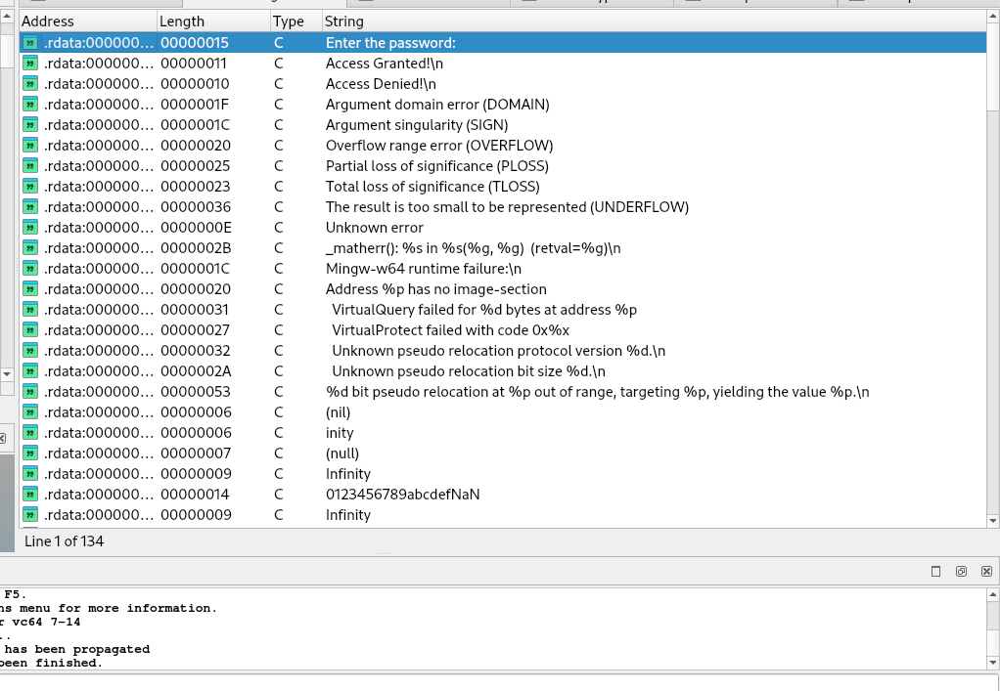 Address Length Type String
.rdata:000000... 00000015 C Enter the password:
.rdata:000000... 00000011 C Access Granted!\n
.rdata:000000... 00000010 C Access Denied!\n
.rdata:000000... 0000001F C Argument domain error (DOMAIN)
.rdata:000000... 0000001C C Argument singularity (SIGN)
.rdata:000000... 00000020 C Overflow range error (OVERFLOW)
.rdata:000000... 00000025 C Partial loss of significance (PLOSS)
.rdata:000000... 00000023 C Total loss of significance (TLOSS)
.rdata:000000... 00000036 C The result is too small to be represented (UNDERFLOW)
.rdata:000000... 0000000E C Unknown error
.rdata:000000... 0000002B C _matherr(): %s in %s(%g, %g)  (retval=%g)\n
.rdata:000000... 0000001C C Mingw-w64 runtime failure:\n
.rdata:000000... 00000020 C Address %p has no image-section
.rdata:000000... 00000031 C   VirtualQuery failed for %d bytes at address %p
.rdata:000000... 00000027 C   VirtualProtect failed with code 0x%x
.rdata:000000... 00000032 C   Unknown pseudo relocation protocol version %d.\n
.rdata:000000... 0000002A C   Unknown pseudo relocation bit size %d.\n
.rdata:000000... 00000053 C %d bit pseudo relocation at %p out of range, targeting %p, yielding the value %p.\n
.rdata:000000... 00000006 C (nil)
.rdata:000000... 00000006 C inity
.rdata:000000... 00000007 C (null)
.rdata:000000... 00000009 C Infinity
.rdata:000000... 00000014 C 0123456789abcdefNaN
.rdata:000000... 00000009 C Infinity
Line 1 of 134
F5.
ns menu for more information.
r vc64 7-14
..
has been propagated
been finished.